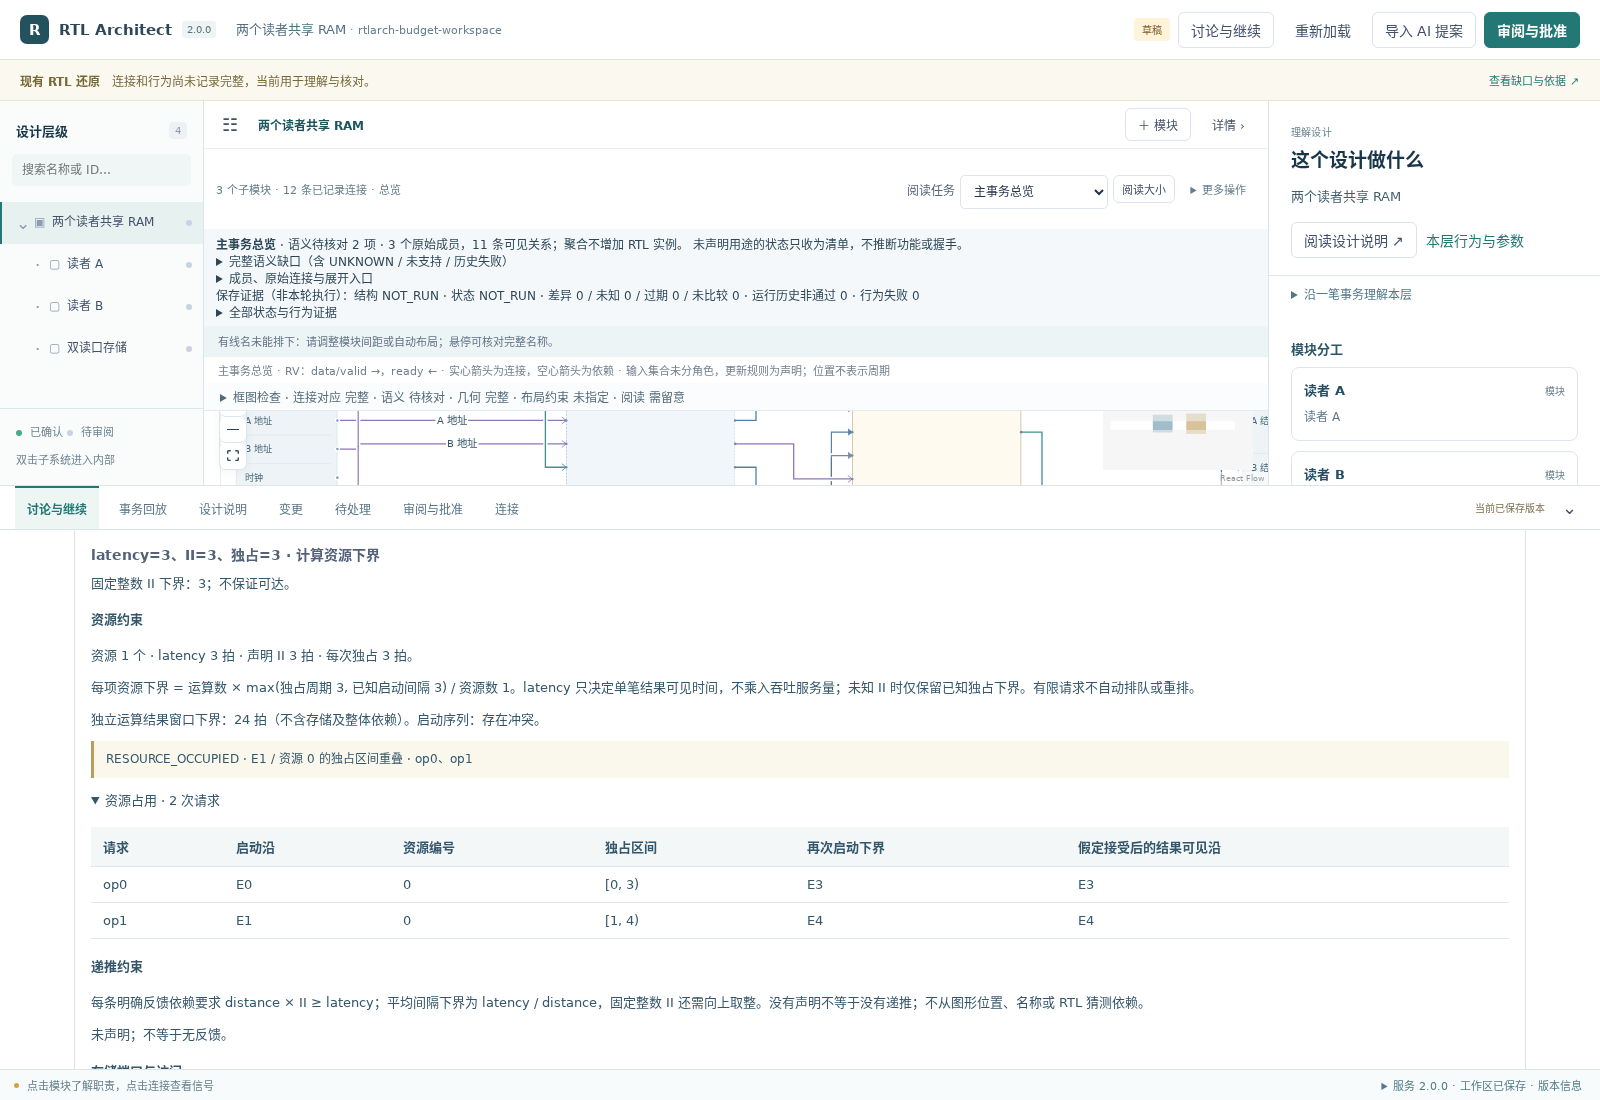 R RTL Architect 2.0.0 两个读者共享 RAM · rtlarch-budget-workspace 草稿 讨论与继续 重新加载 导入 AI 提案 审阅与批准
现有 RTL 还原 连接和行为尚未记录完整，当前用于理解与核对。 查看缺口与依据 ↗
设计层级 4
搜索名称或 ID...
两个读者共享 RAM
读者 A
读者 B
双读口存储
已确认 待审阅
双击子系统进入内部
两个读者共享 RAM + 模块 详情 ›
3 个子模块 · 12 条已记录连接 · 总览 阅读任务 主事务总览 阅读大小 ▶ 更多操作
主事务总览 · 语义待核对 2 项 · 3 个原始成员，11 条可见关系；聚合不增加 RTL 实例。 未声明用途的状态只收为清单，不推断功能或握手。
▶ 完整语义缺口（含 UNKNOWN / 未支持 / 历史失败）
▶ 成员、原始连接与展开入口
保存证据（非本轮执行）：结构 NOT_RUN · 状态 NOT_RUN · 差异 0 / 未知 0 / 过期 0 / 未比较 0 · 运行历史非通过 0 · 行为失败 0
▶ 全部状态与行为证据
有线名未能排下：请调整模块间距或自动布局；悬停可核对完整名称。
主事务总览 · RV：data/valid →，ready ← · 实心箭头为连接，空心箭头为依赖 · 输入集合未分角色，更新规则为声明；位置不表示周期
▶ 框图检查 · 连接对应 完整 · 语义 待核对 · 几何 完整 · 布局约束 未指定 · 阅读 需留意
A 地址 A 地址 A 结
B 地址 B 地址
B 结
时钟 React Flow
理解设计
这个设计做什么
两个读者共享 RAM
阅读设计说明 ↗ 本层行为与参数
▶ 沿一笔事务理解本层
模块分工
读者 A 模块
读者 A
读者 B 模块
讨论与继续 事务回放 设计说明 变更 待处理 审阅与批准 连接 当前已保存版本
latency=3、II=3、独占=3 · 计算资源下界
固定整数 II 下界：3；不保证可达。
资源约束
资源 1 个 · latency 3 拍 · 声明 II 3 拍 · 每次独占 3 拍。
每项资源下界 = 运算数 × max(独占周期 3, 已知启动间隔 3) / 资源数 1。latency 只决定单笔结果可见时间，不乘入吞吐服务量；未知 II 时仅保留已知独占下界。有限请求不自动排队或重排。
独立运算结果窗口下界：24 拍（不含存储及整体依赖）。启动序列：存在冲突。
RESOURCE_OCCUPIED · E1 / 资源 0 的独占区间重叠 · op0、op1
▼ 资源占用 · 2 次请求
请求 启动沿 资源编号 独占区间 再次启动下界 假定接受后的结果可见沿
op0 E0 0 [0, 3) E3 E3
op1 E1 0 [1, 4) E4 E4
递推约束
每条明确反馈依赖要求 distance × II ≥ latency；平均间隔下界为 latency / distance，固定整数 II 还需向上取整。没有声明不等于没有递推；不从图形位置、名称或 RTL 猜测依赖。
未声明；不等于无反馈。
点击模块了解职责，点击连接查看信号 ▶ 服务 2.0.0 · 工作区已保存 · 版本信息